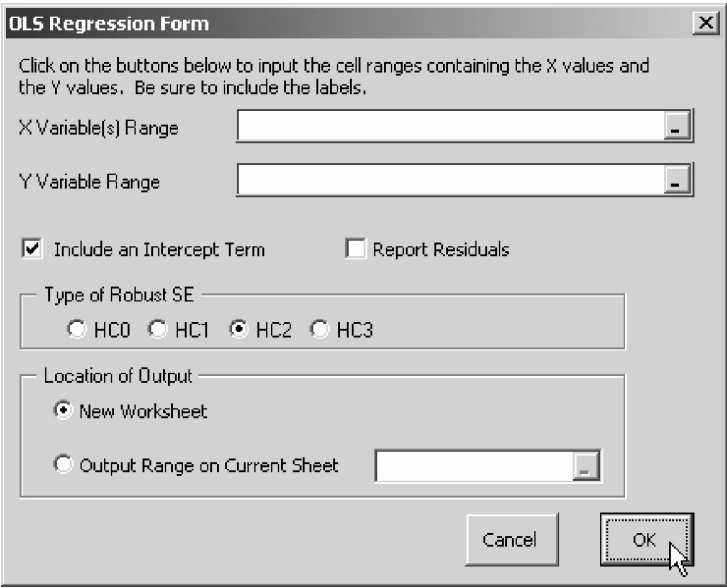 OLS Regression Form
Click on the buttons below to input the cell ranges containing the X values and
the Y values. Be sure to include the labels.
X Variable(s) Range
Y Variable Range
Include an Intercept Term
Report Residuals
Type of Robust SE
HC0 HC1 HC2 HC3
Location of Output
New Worksheet
Output Range on Current Sheet
Cancel
OK